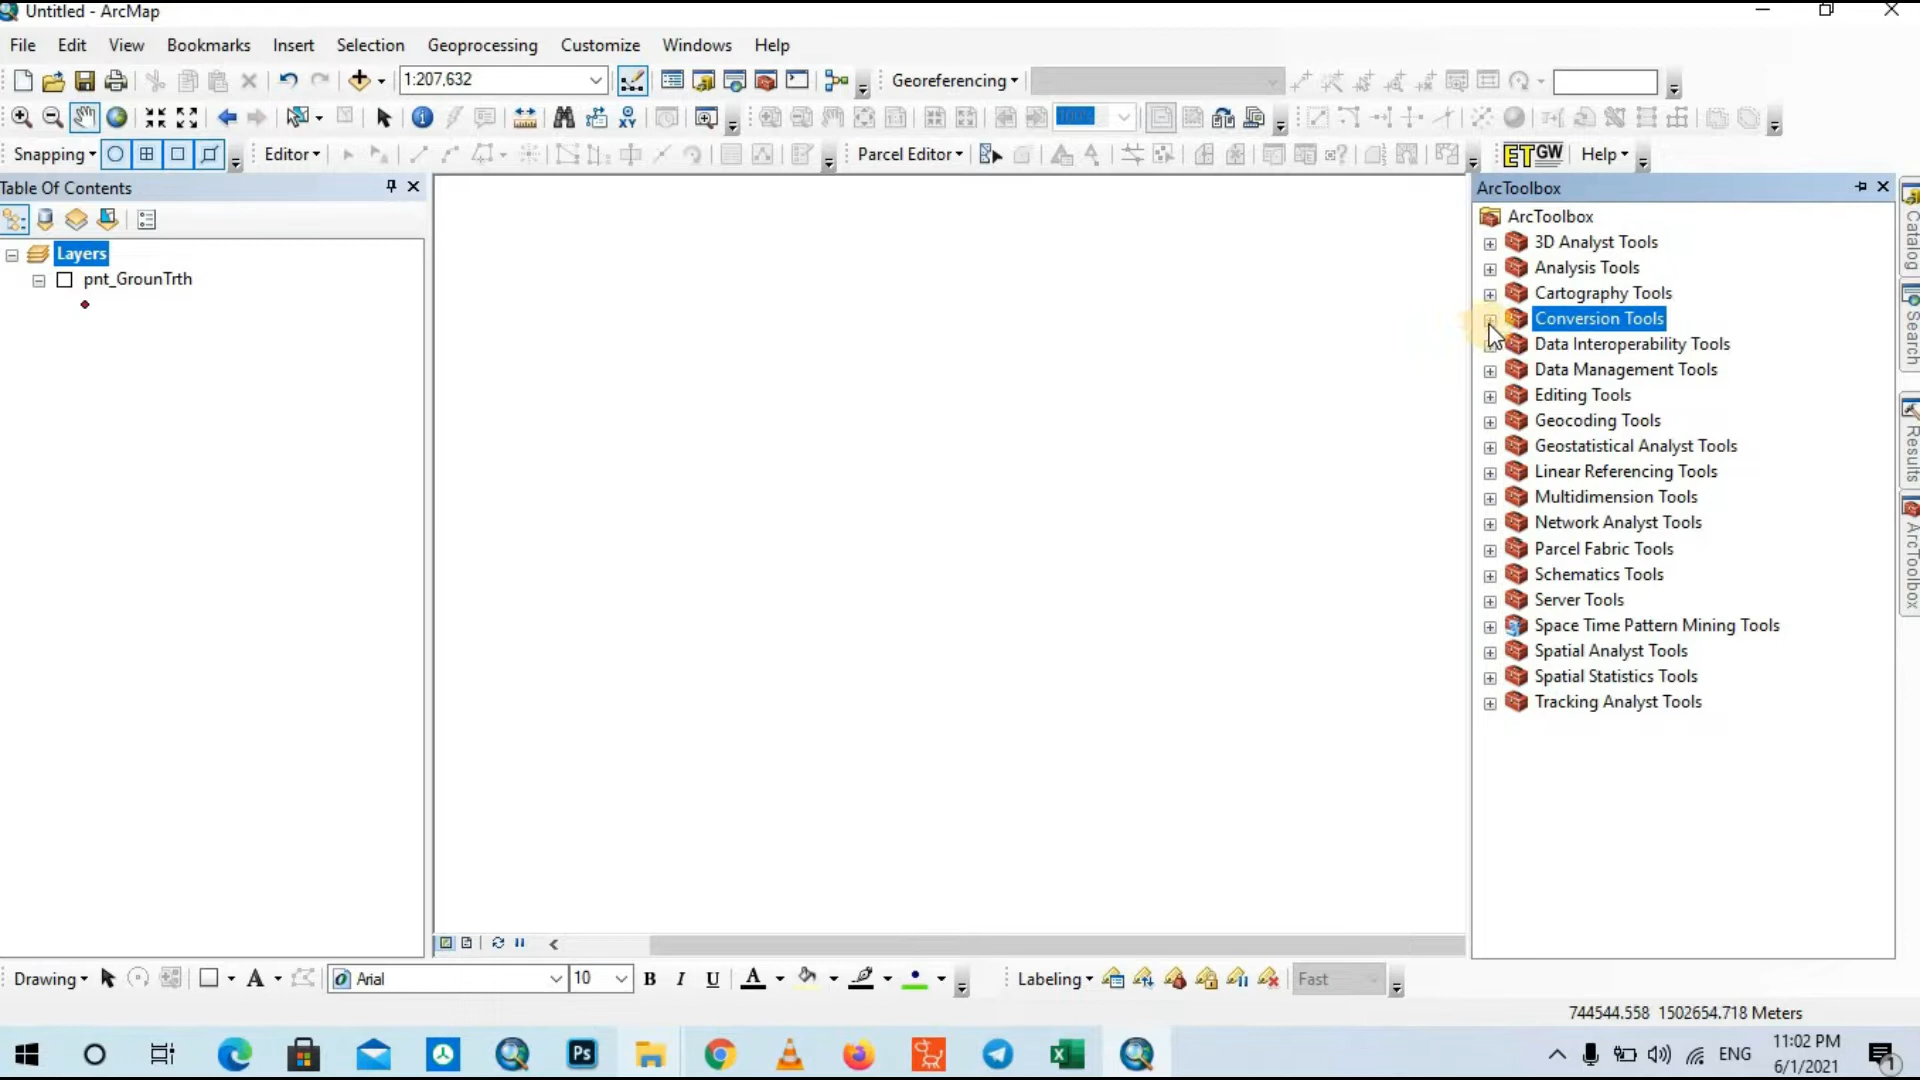 Untitled - ArcMap
File Edit View Bookmarks Insert Selection Geoprocessing Customize Windows Help
1:207,632 Georeferencing
100%
Snapping Editor Parcel Editor ETGW Help
Table Of Contents
Layers
pnt_GrounTrth
ArcToolbox
ArcToolbox
3D Analyst Tools
Analysis Tools
Cartography Tools
Conversion Tools
Data Interoperability Tools
Data Management Tools
Editing Tools
Geocoding Tools
Geostatistical Analyst Tools
Linear Referencing Tools
Multidimension Tools
Network Analyst Tools
Parcel Fabric Tools
Schematics Tools
Server Tools
Space Time Pattern Mining Tools
Spatial Analyst Tools
Spatial Statistics Tools
Tracking Analyst Tools
Catalog
Search
Results
ArcToolbox
Drawing A Arial 10 B I U A Labeling Fast
744544.558 1502654.718 Meters
Ps ENG 11:02 PM
6/1/2021 1